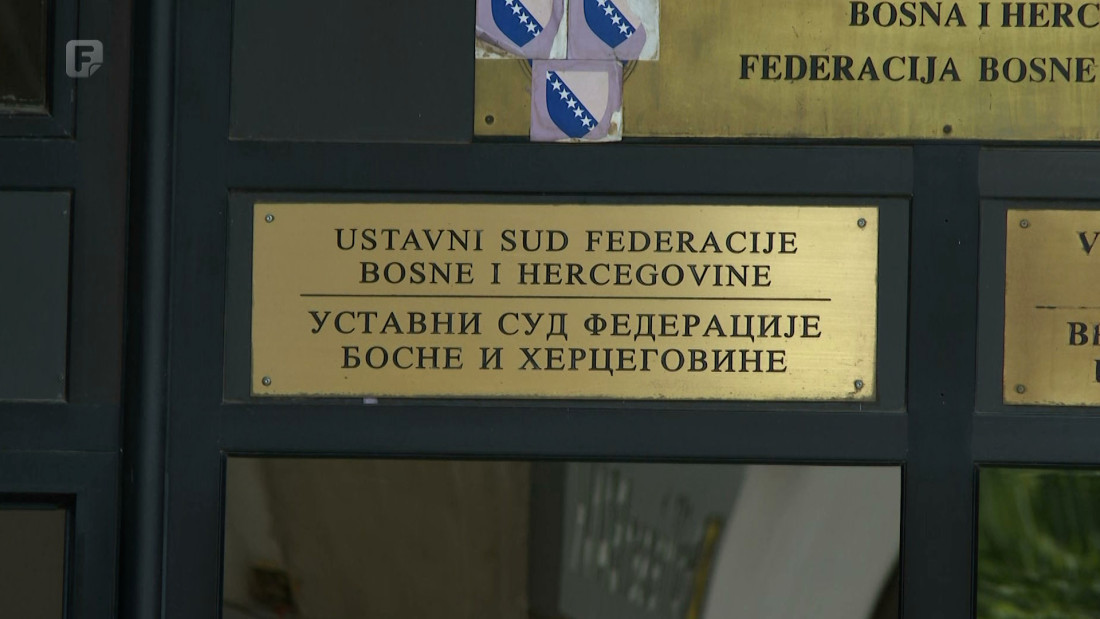 F
BOSNA I HERC
FEDERACIJA BOSNE
USTAVNI SUD FEDERACIJE
BOSNE I HERCEGOVINE
УСТАВНИ СУД ФЕДЕРАЦИЈЕ
БОСНЕ И ХЕРЦЕГОВИНЕ
V